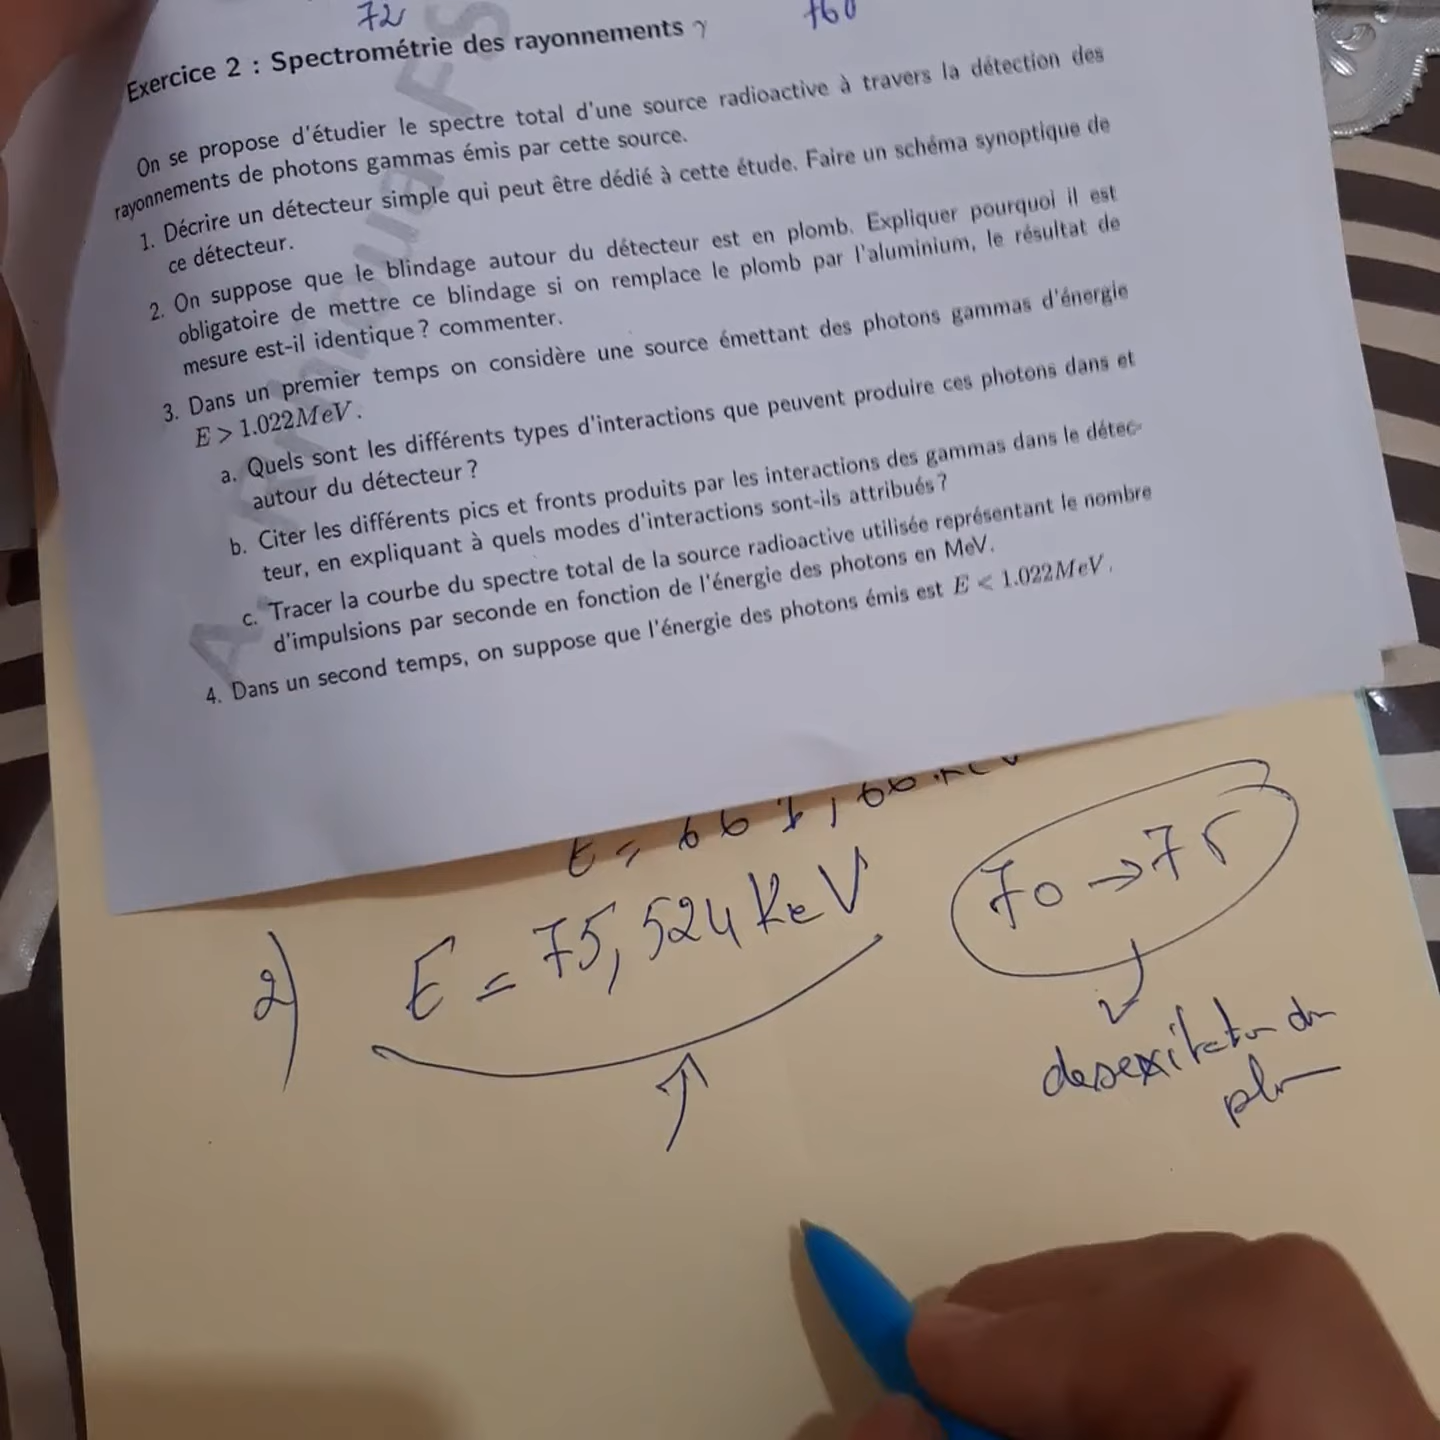 72
160
Exercice 2 : Spectrométrie des rayonnements γ
On se propose d'étudier le spectre total d'une source radioactive à travers la détection des
rayonnements de photons gammas émis par cette source.
1. Décrire un détecteur simple qui peut être dédié à cette étude. Faire un schéma synoptique de
ce détecteur.
2. On suppose que le blindage autour du détecteur est en plomb. Expliquer pourquoi il est
obligatoire de mettre ce blindage si on remplace le plomb par l'aluminium, le résultat de
mesure est-il identique ? commenter.
3. Dans un premier temps on considère une source émettant des photons gammas d'énergie
E > 1.022MeV.
a. Quels sont les différents types d'interactions que peuvent produire ces photons dans et
autour du détecteur ?
b. Citer les différents pics et fronts produits par les interactions des gammas dans le détec-
teur, en expliquant à quels modes d'interactions sont-ils attribués ?
c. Tracer la courbe du spectre total de la source radioactive utilisée représentant le nombre
d'impulsions par seconde en fonction de l'énergie des photons en MeV.
4. Dans un second temps, on suppose que l'énergie des photons émis est E < 1.022MeV.
2) E = 75,524 KeV
70 → 75